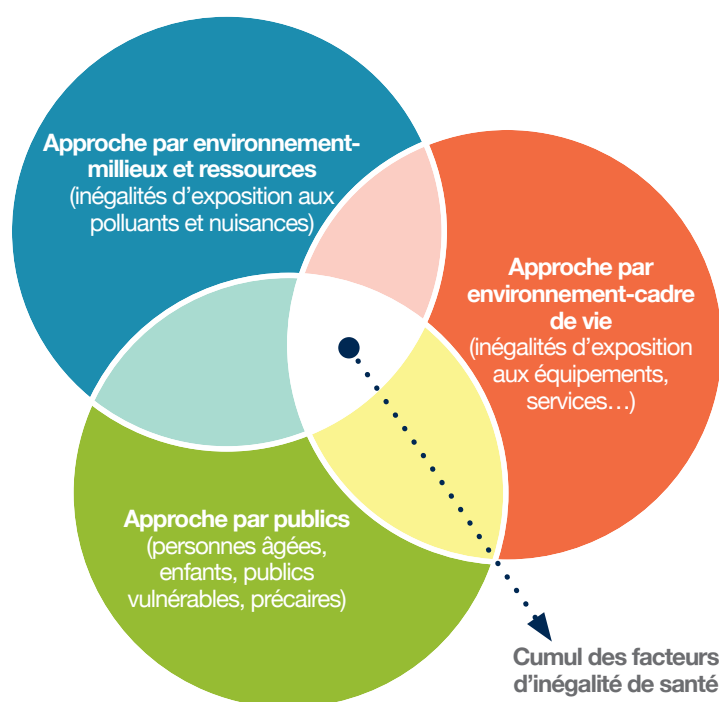 Approche par environnement-
millieux et ressources
(inégalités d'exposition aux
polluants et nuisances)
Approche par
environnement-cadre
de vie
(inégalités d'exposition
aux équipements,
services…)
Approche par publics
(personnes âgées,
enfants, publics
vulnérables, précaires)
Cumul des facteurs
d'inégalité de santé